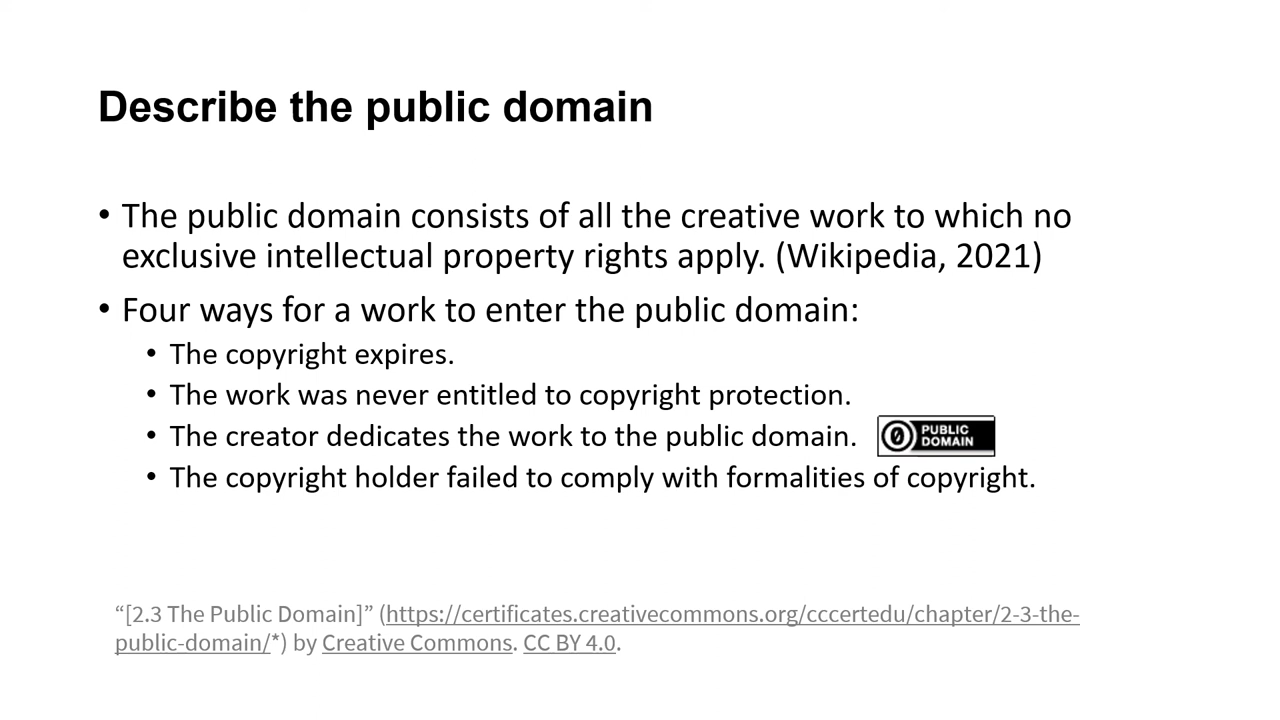 Describe the public domain
• The public domain consists of all the creative work to which no
exclusive intellectual property rights apply. (Wikipedia, 2021)
• Four ways for a work to enter the public domain:
• The copyright expires.
• The work was never entitled to copyright protection.
• The creator dedicates the work to the public domain.
0 PUBLIC
DOMAIN
• The copyright holder failed to comply with formalities of copyright.
“[2.3 The Public Domain]” (https://certificates.creativecommons.org/cccertedu/chapter/2-3-the-
public-domain/*) by Creative Commons. CC BY 4.0.